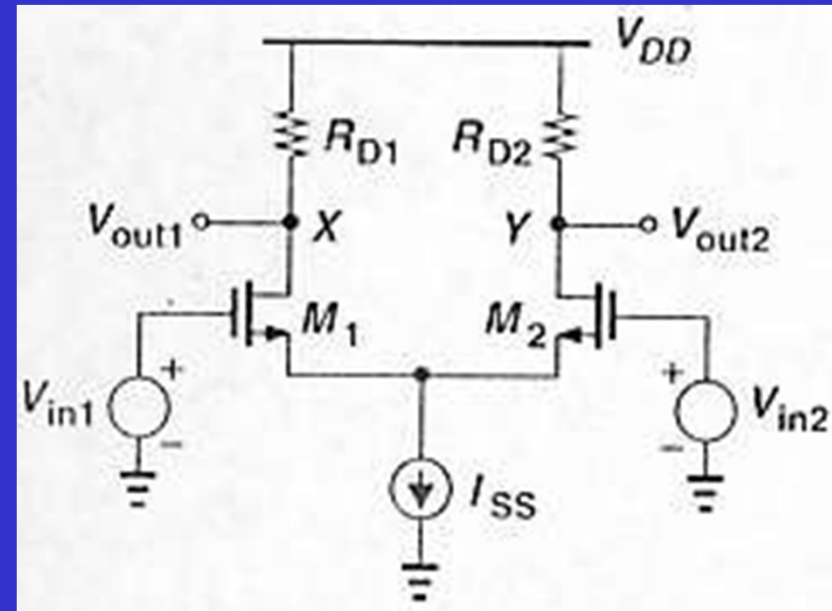 VDD
RD1 RD2
Vout1 X Y Vout2
M1 M2
+ +
Vin1 Vin2
- -
ISS